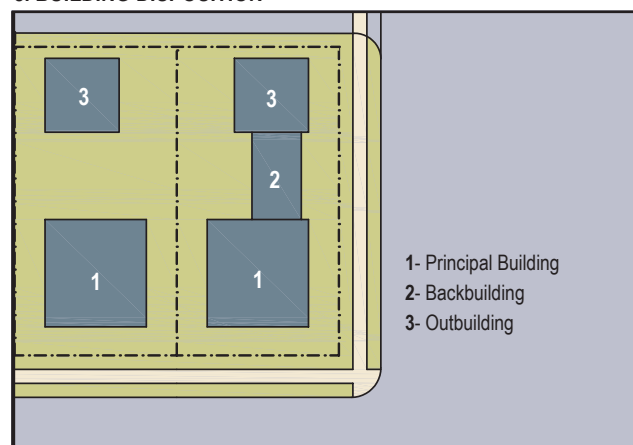 3 3
2
1 1
1- Principal Building
2- Backbuilding
3- Outbuilding